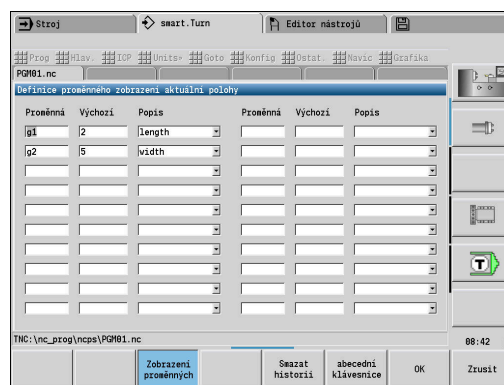 Stroj smart.Turn Editor nástrojů
Prog Hlav. ICP Units» Goto Konfig Ostat. Navíc Grafika
PGM01.nc
Definice proměnného zobrazení aktuální polohy
Proměnná Výchozí Popis Proměnná Výchozí Popis
g1 2 length
g2 5 width
T
TNC:\nc_prog\ncps\PGM01.nc 08:42
Zobrazení proměnných Smazat historii abecední klávesnice OK Zrusit